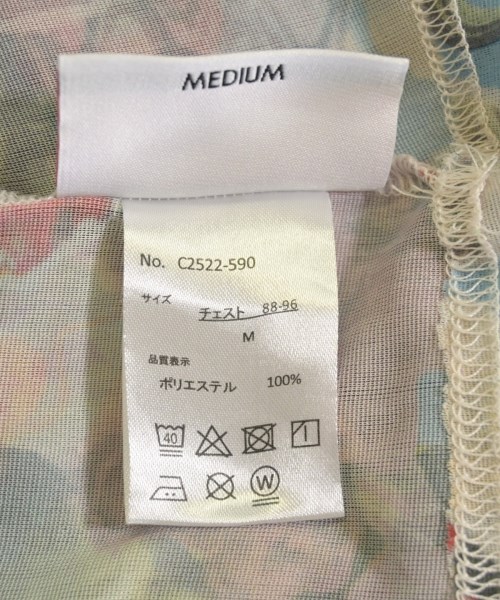 MEDIUM
No. C2522-590
サイズ
チェスト 88-96
M
品質表示
ポリエステル 100%
40
W